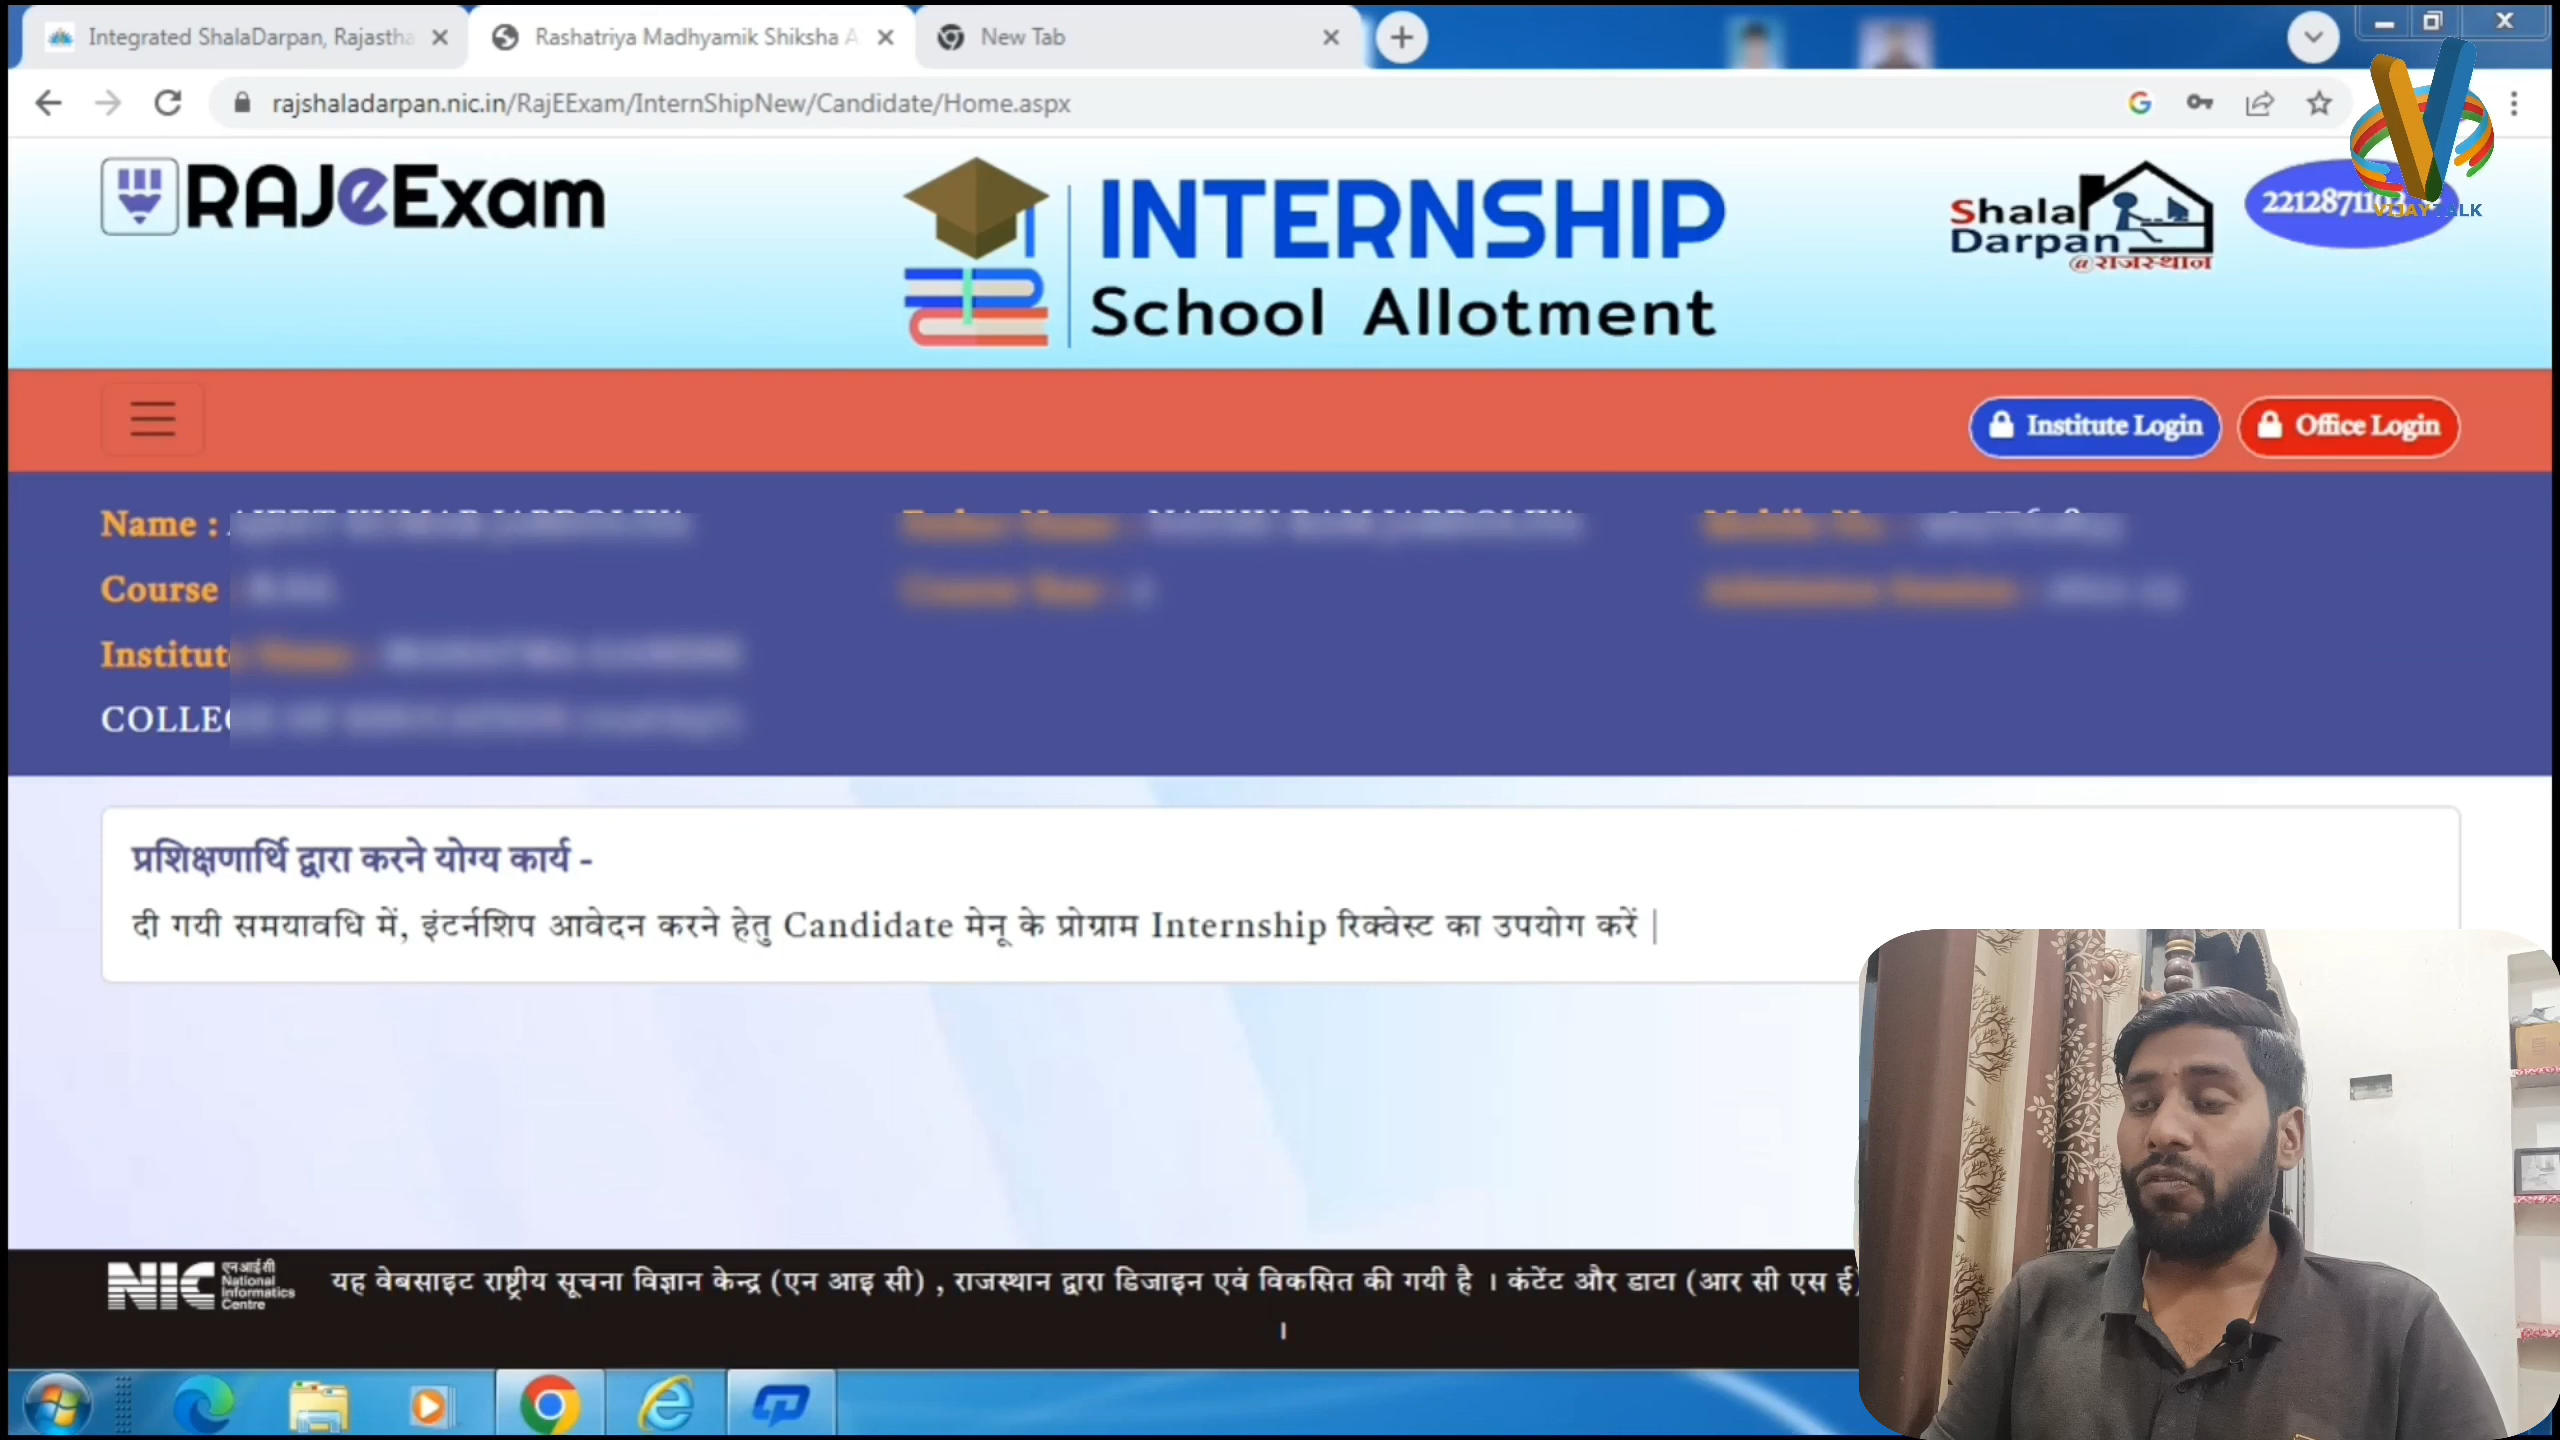 Integrated ShalaDarpan, Rajastha
Rashatriya Madhyamik Shiksha A
New Tab
rajshaladarpan.nic.in/RajEExam/InternShipNew/Candidate/Home.aspx
RAJeExam
INTERNSHIP
School Allotment
Shala
Darpan
@राजस्थान
VIJAY TALK
Institute Login
Office Login
Name :
Course
Institut
COLLE
प्रशिक्षणार्थि द्वारा करने योग्य कार्य -
दी गयी समयावधि में, इंटर्नशिप आवेदन करने हेतु Candidate मेनू के प्रोग्राम Internship रिक्वेस्ट का उपयोग करें |
NIC
एनआईसी
National
Informatics
Centre
यह वेबसाइट राष्ट्रीय सूचना विज्ञान केन्द्र (एन आइ सी) , राजस्थान द्वारा डिजाइन एवं विकसित की गयी है । कंटेंट और डाटा (आर सी एस ई)
।